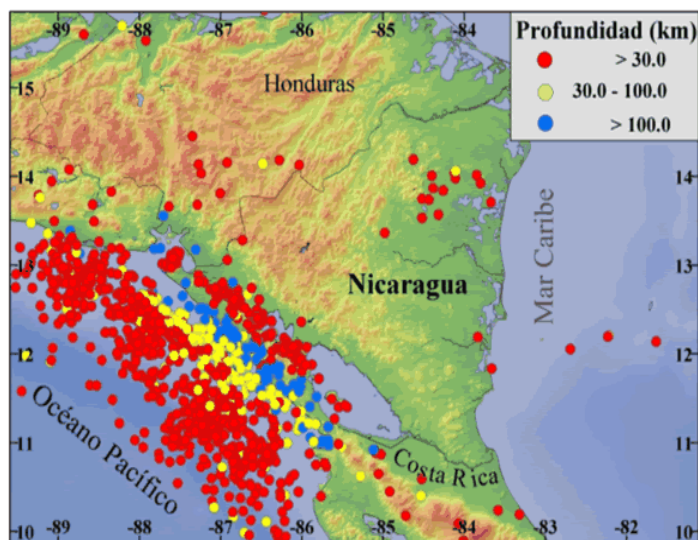 -89 -88 -87 -86 -85 -84
Profundidad (km)
> 30.0
30.0 - 100.0
> 100.0
15
Honduras
14
14
Mar Caribe
13
Nicaragua
13
12
12
Océano Pacífico
11
Costa Rica
11
10
10
-89 -88 -87 -86 -85 -84 -83 -82